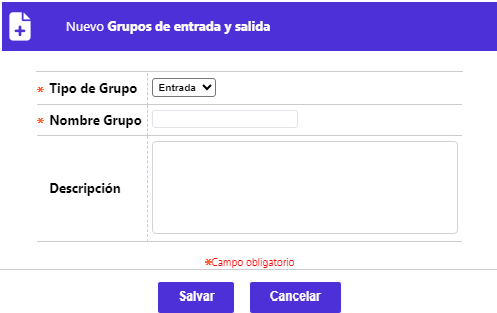 Nuevo Grupos de entrada y salida
* Tipo de Grupo Entrada
* Nombre Grupo
Descripción
*Campo obligatorio
Salvar Cancelar